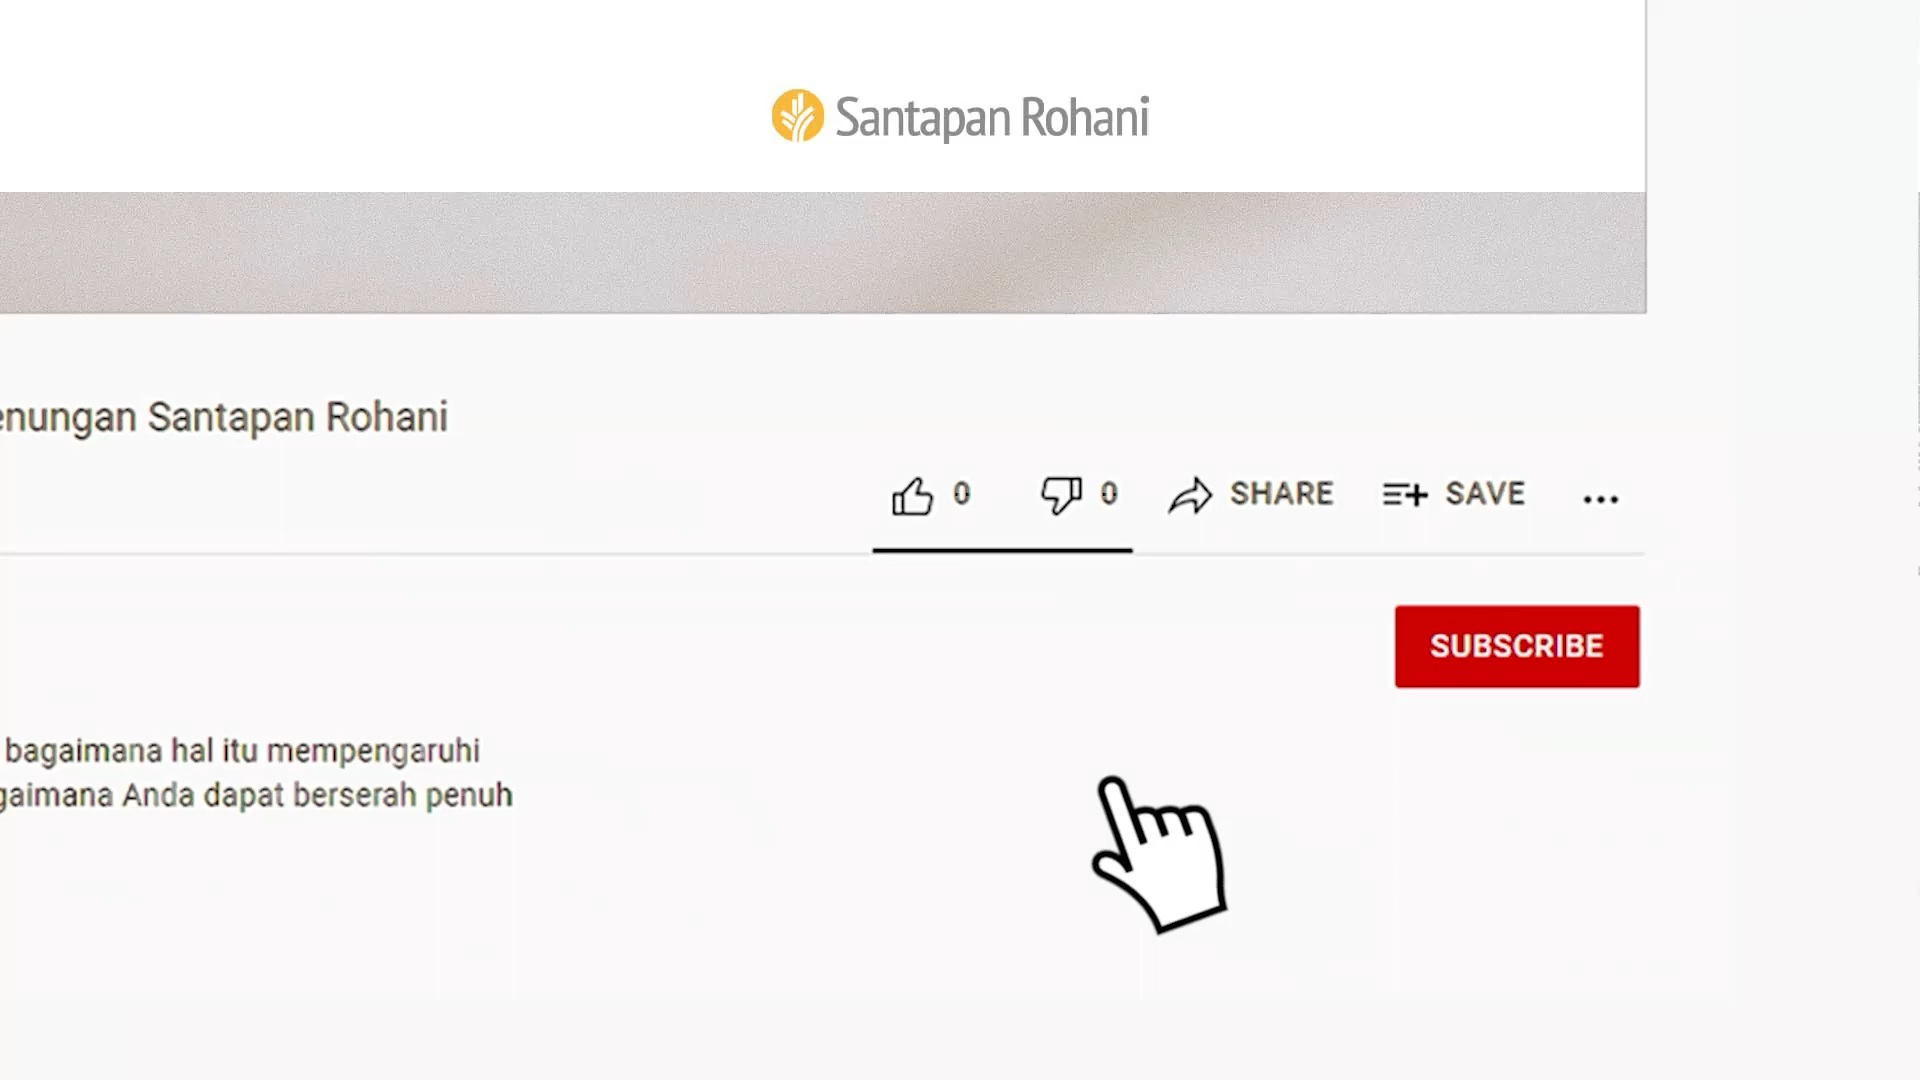 Santapan Rohani
enungan Santapan Rohani
0 0 SHARE SAVE ...
SUBSCRIBE
bagaimana hal itu mempengaruhi
gaimana Anda dapat berserah penuh